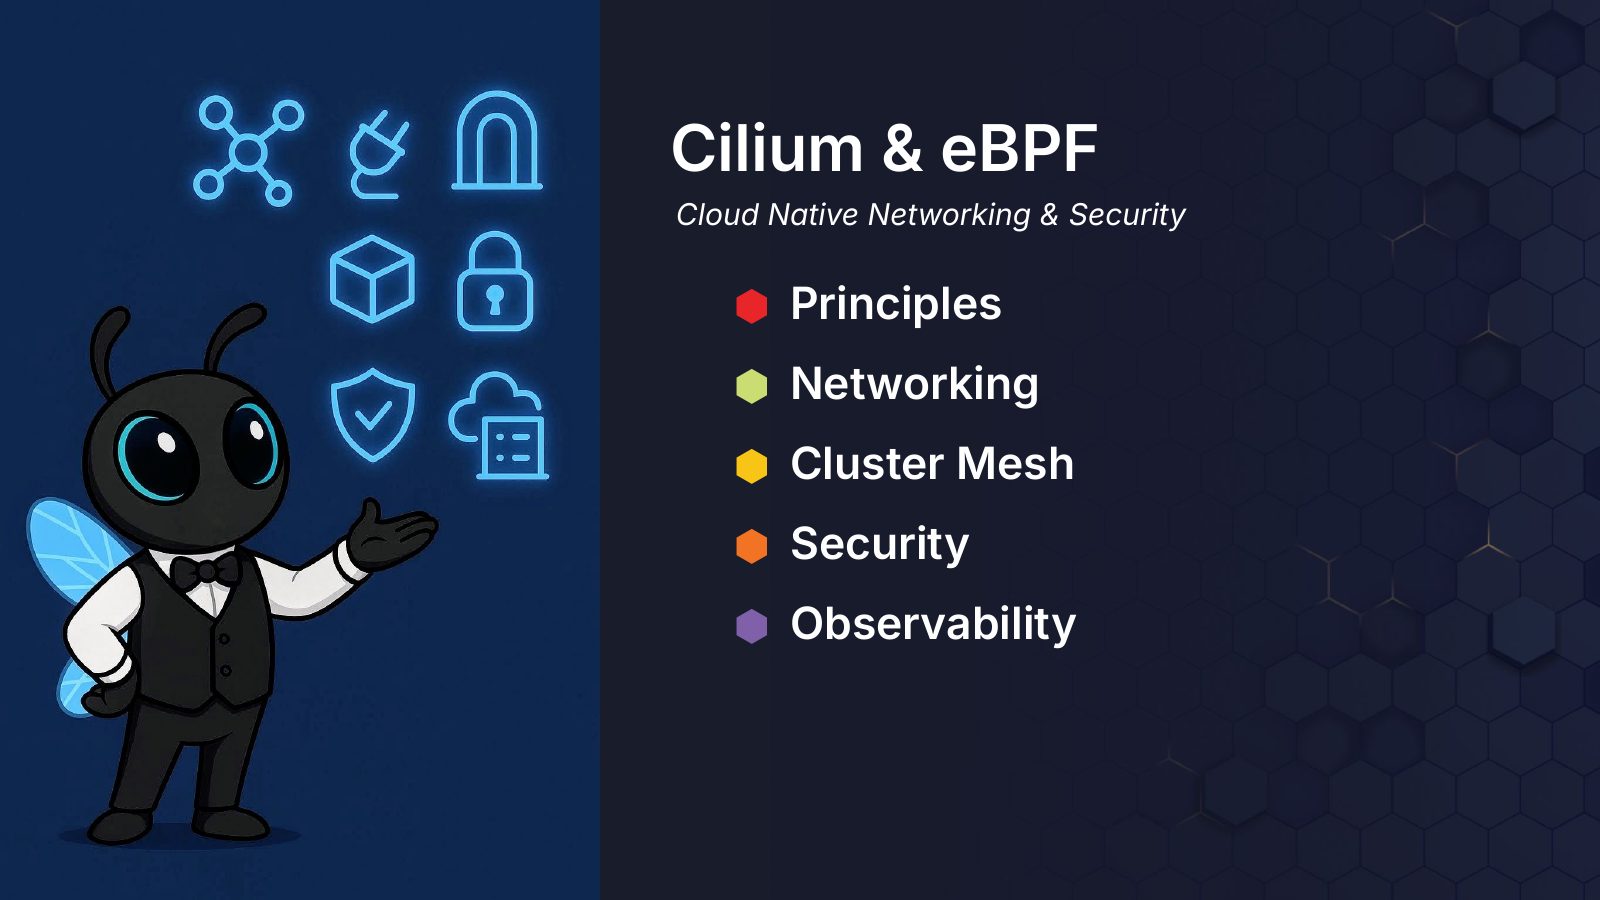 Cilium & eBPF
Cloud Native Networking & Security
Principles
Networking
Cluster Mesh
Security
Observability